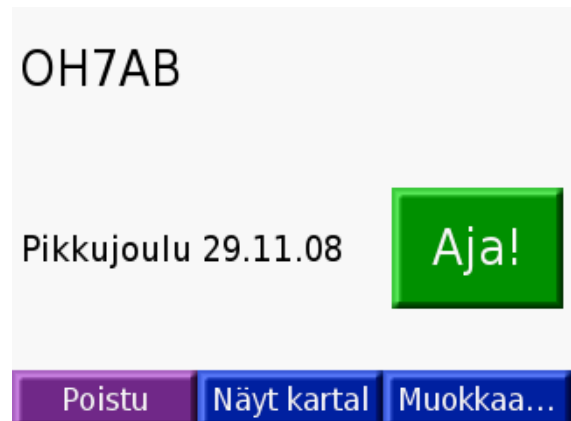 OH7AB
Pikkujoulu 29.11.08
Aja!
Poistu
Näyt kartal
Muokkaa...